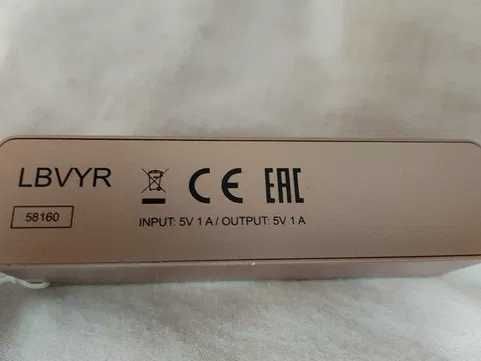 LBVYR CE EAC
58160
INPUT: 5V 1 A / OUTPUT: 5V 1 A